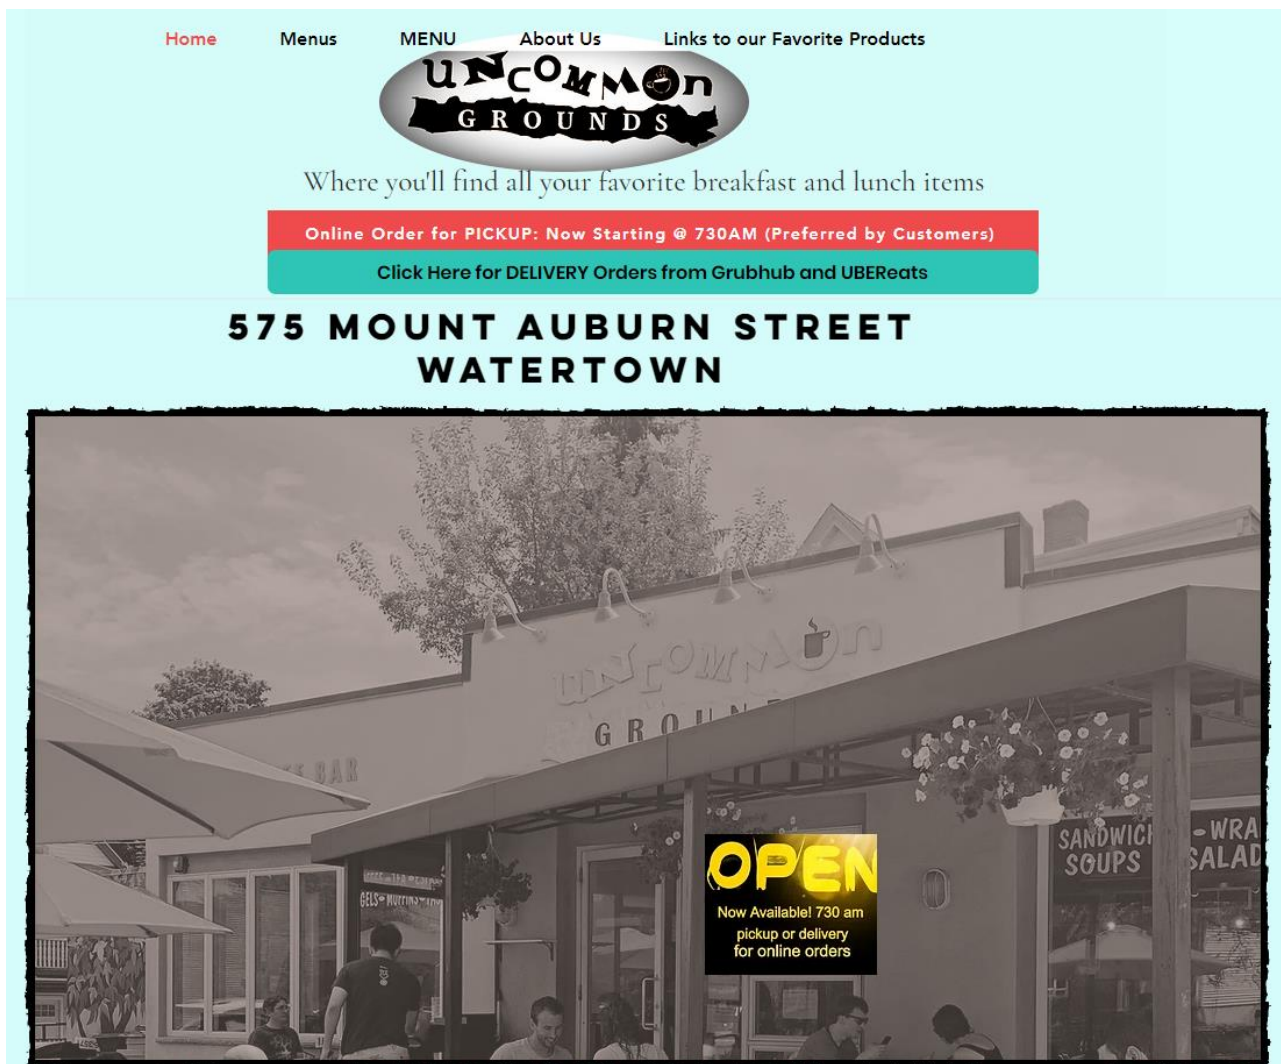 Home Menus MENU About Us Links to our Favorite Products
UNCOMMON
GROUNDS
Where you'll find all your favorite breakfast and lunch items
Online Order for PICKUP: Now Starting @ 730AM (Preferred by Customers)
Click Here for DELIVERY Orders from Grubhub and UBEReats
575 MOUNT AUBURN STREET
WATERTOWN
UNCOMMON
GROUN
BAR
OPEN
Now Available! 730 am
pickup or delivery
for online orders
SANDWICH - WRA
SOUPS SALAD
GELS - MUFFINS